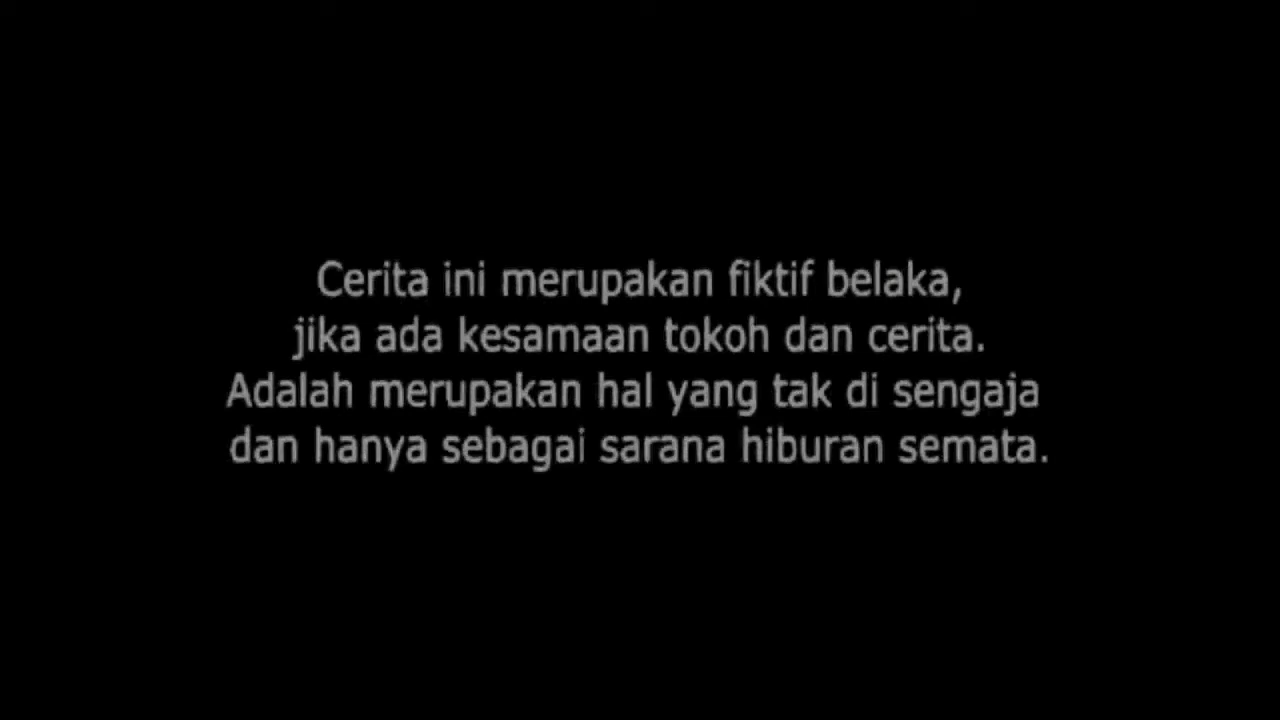 Cerita ini merupakan fiktif belaka,
jika ada kesamaan tokoh dan cerita.
Adalah merupakan hal yang tak di sengaja
dan hanya sebagai sarana hiburan semata.